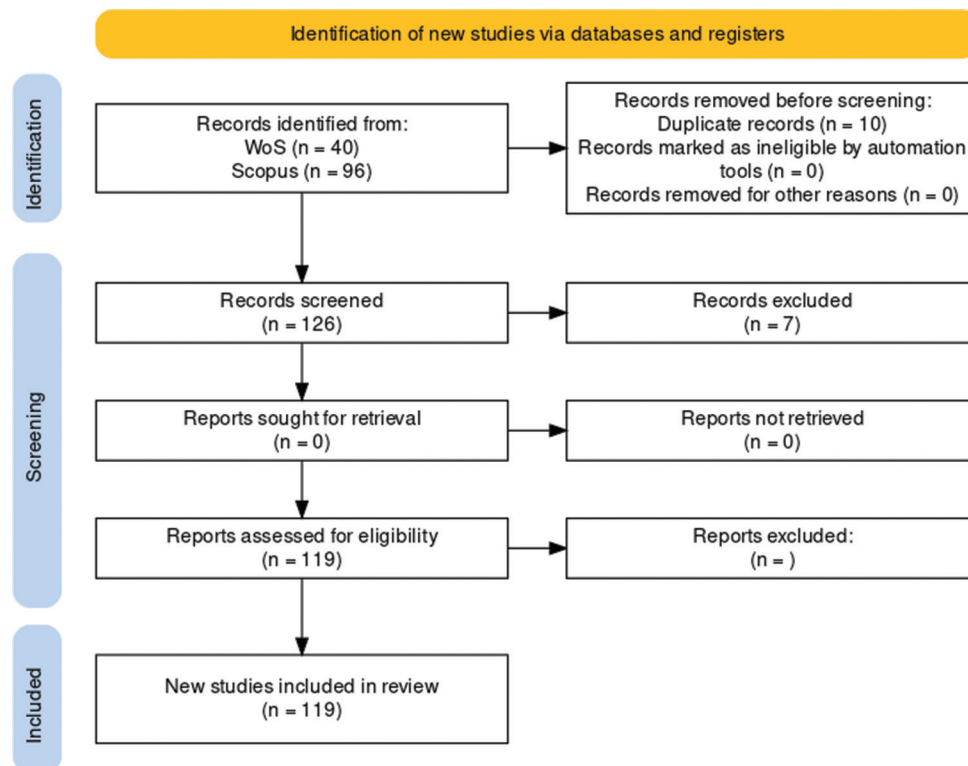 Identification of new studies via databases and registers
Identification
Records identified from:
WoS (n = 40)
Scopus (n = 96)
Records removed before screening:
Duplicate records (n = 10)
Records marked as ineligible by automation
tools (n = 0)
Records removed for other reasons (n = 0)
Screening
Records screened
(n = 126)
Records excluded
(n = 7)
Reports sought for retrieval
(n = 0)
Reports not retrieved
(n = 0)
Reports assessed for eligibility
(n = 119)
Reports excluded:
(n = )
Included
New studies included in review
(n = 119)